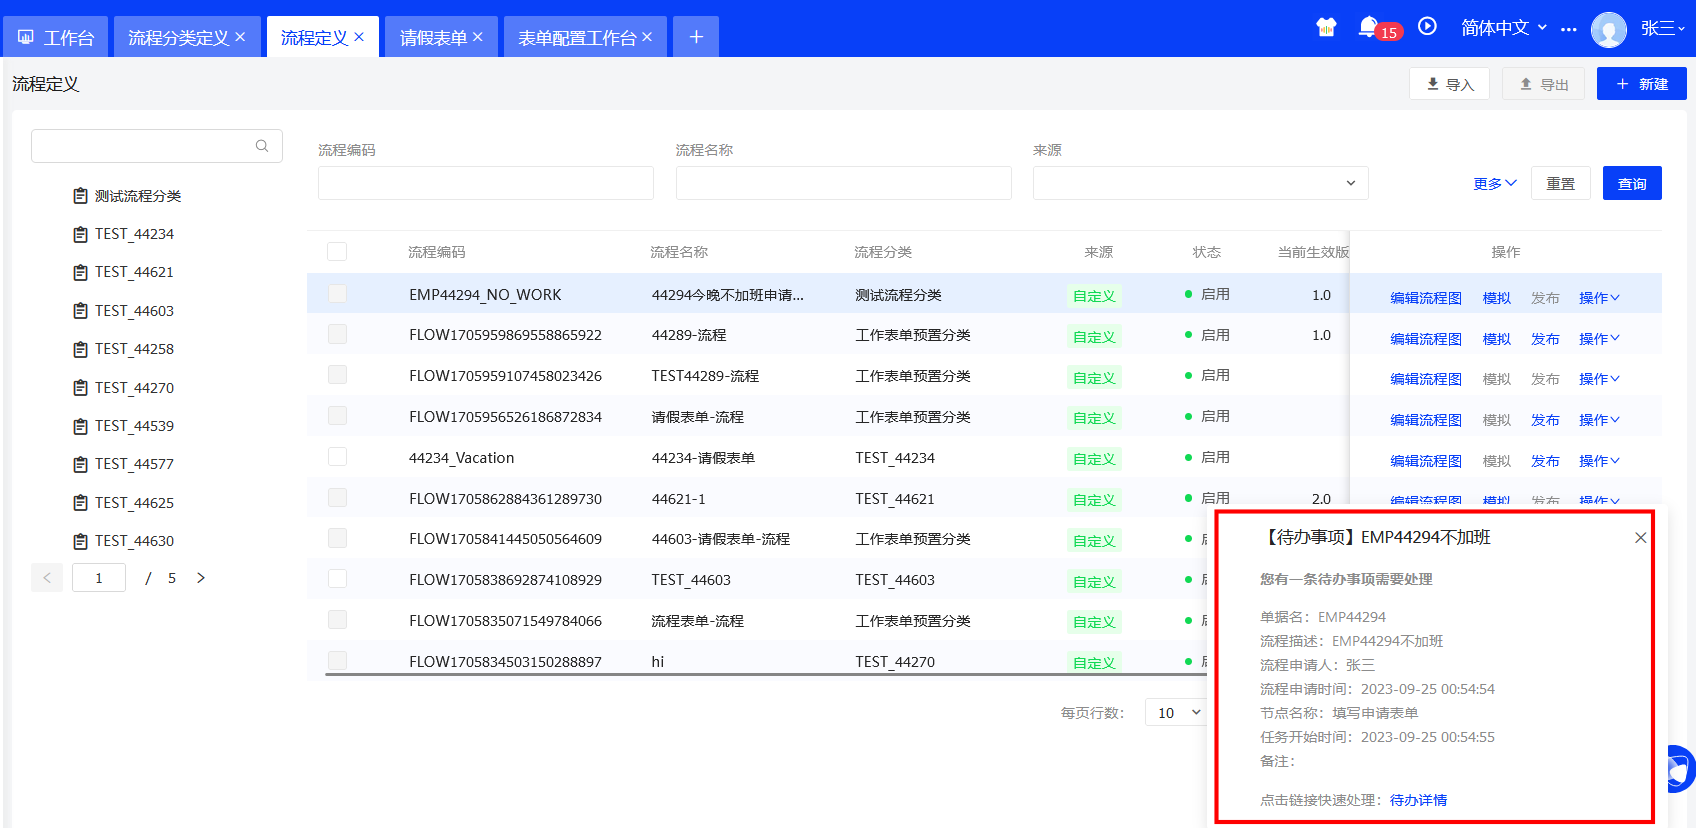 工作台 流程分类定义 × 流程定义 × 请假表单 × 表单配置工作台 × + 15 简体中文 ... 张三
流程定义 导入 导出 + 新建
流程编码 流程名称 来源
更多 重置 查询
测试流程分类
TEST_44234
TEST_44621
TEST_44603
TEST_44258
TEST_44270
TEST_44539
TEST_44577
TEST_44625
TEST_44630
< 1 / 5 >
流程编码 流程名称 流程分类 来源 状态 当前生效版 操作
EMP44294_NO_WORK 44294今晚不加班申请... 测试流程分类 自定义 启用 1.0 编辑流程图 模拟 发布 操作
FLOW1705959869558865922 44289-流程 工作表单预置分类 自定义 启用 1.0 编辑流程图 模拟 发布 操作
FLOW1705959107458023426 TEST44289-流程 工作表单预置分类 自定义 启用 编辑流程图 模拟 发布 操作
FLOW1705956526186872834 请假表单-流程 工作表单预置分类 自定义 启用 编辑流程图 模拟 发布 操作
44234_Vacation 44234-请假表单 TEST_44234 自定义 启用 编辑流程图 模拟 发布 操作
FLOW1705862884361289730 44621-1 TEST_44621 自定义 启用 2.0 编辑流程图 模拟 发布 操作
FLOW1705841445050564609 44603-请假表单-流程 工作表单预置分类 自定义
FLOW1705838692874108929 TEST_44603 TEST_44603 自定义
FLOW1705835071549784066 流程表单-流程 工作表单预置分类 自定义
FLOW1705834503150288897 hi TEST_44270 自定义
每页行数： 10
【待办事项】EMP44294不加班 ×
您有一条待办事项需要处理
单据名：EMP44294
流程描述：EMP44294不加班
流程申请人：张三
流程申请时间：2023-09-25 00:54:54
节点名称：填写申请表单
任务开始时间：2023-09-25 00:54:55
备注：
点击链接快速处理：待办详情